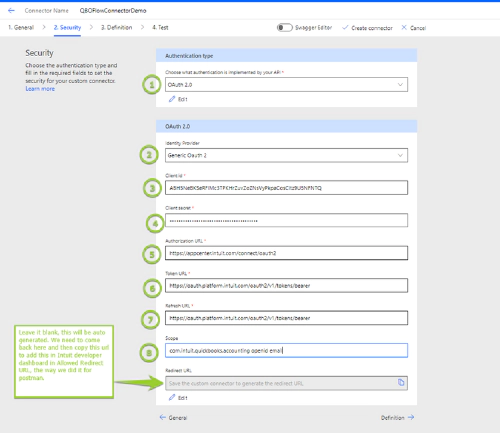 Connector Name QBOFlowConnectorDemo
1. General > 2. Security > 3. Definition > 4. Test Swagger Editor Create connector Cancel
Security
Choose the authentication type and
fill in the required fields to set the
security for your custom connector.
Learn more
Authentication type
Choose what authentication is implemented by your API *
1 OAuth 2.0
Edit
OAuth 2.0
Identity Provider
2 Generic Oauth 2
Client id *
3
Client secret *
4
Authorization URL *
5 https://appcenter.intuit.com/connect/oauth2
Token URL *
6 https://oauth.platform.intuit.com/oauth2/v1/tokens/bearer
Refresh URL *
7 https://oauth.platform.intuit.com/oauth2/v1/tokens/bearer
Scope
8 com.intuit.quickbooks.accounting openid email
Leave it blank, this will be auto
generated. We need to come
back here and then copy this url
to add this in Intuit developer
dashboard in Allowed Redirect
URL, the way we did it for
postman.
Redirect URL
Save the custom connector to generate the redirect URL
Edit
General Definition